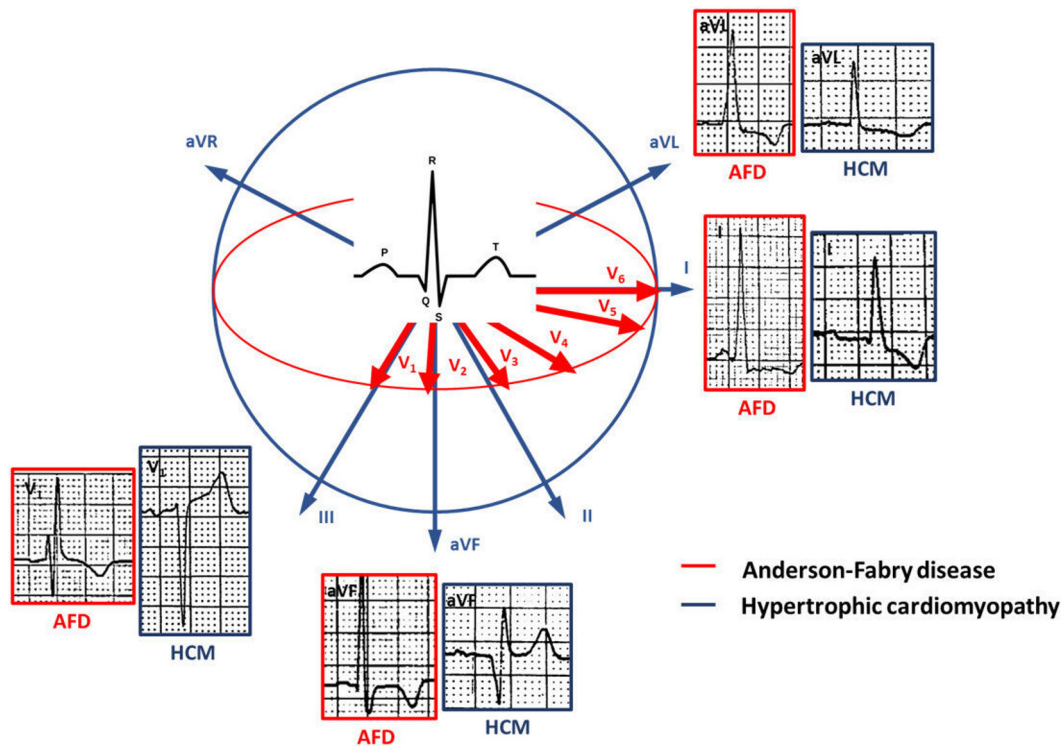 aVL
aVL
AFD
HCM
aVR
aVL
R
P
T
Q
S
V6
I
V5
V4
V3
V2
V1
I
I
AFD
HCM
III
aVF
II
V1
V1
AFD
HCM
aVF
aVF
AFD
HCM
Anderson-Fabry disease
Hypertrophic cardiomyopathy